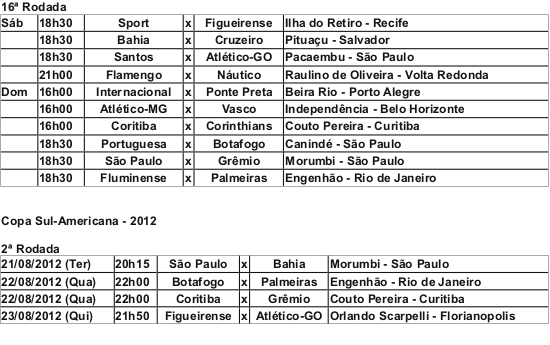 16ª Rodada
Sáb 18h30 Sport x Figueirense Ilha do Retiro - Recife
18h30 Bahia x Cruzeiro Pituaçu - Salvador
18h30 Santos x Atlético-GO Pacaembu - São Paulo
21h00 Flamengo x Náutico Raulino de Oliveira - Volta Redonda
Dom 16h00 Internacional x Ponte Preta Beira Rio - Porto Alegre
16h00 Atlético-MG x Vasco Independência - Belo Horizonte
16h00 Coritiba x Corinthians Couto Pereira - Curitiba
18h30 Portuguesa x Botafogo Canindé - São Paulo
18h30 São Paulo x Grêmio Morumbi - São Paulo
18h30 Fluminense x Palmeiras Engenhão - Rio de Janeiro
Copa Sul-Americana - 2012
2ª Rodada
21/08/2012 (Ter) 20h15 São Paulo x Bahia Morumbi - São Paulo
22/08/2012 (Qua) 22h00 Botafogo x Palmeiras Engenhão - Rio de Janeiro
22/08/2012 (Qua) 22h00 Coritiba x Grêmio Couto Pereira - Curitiba
23/08/2012 (Qui) 21h50 Figueirense x Atlético-GO Orlando Scarpelli - Florianopolis